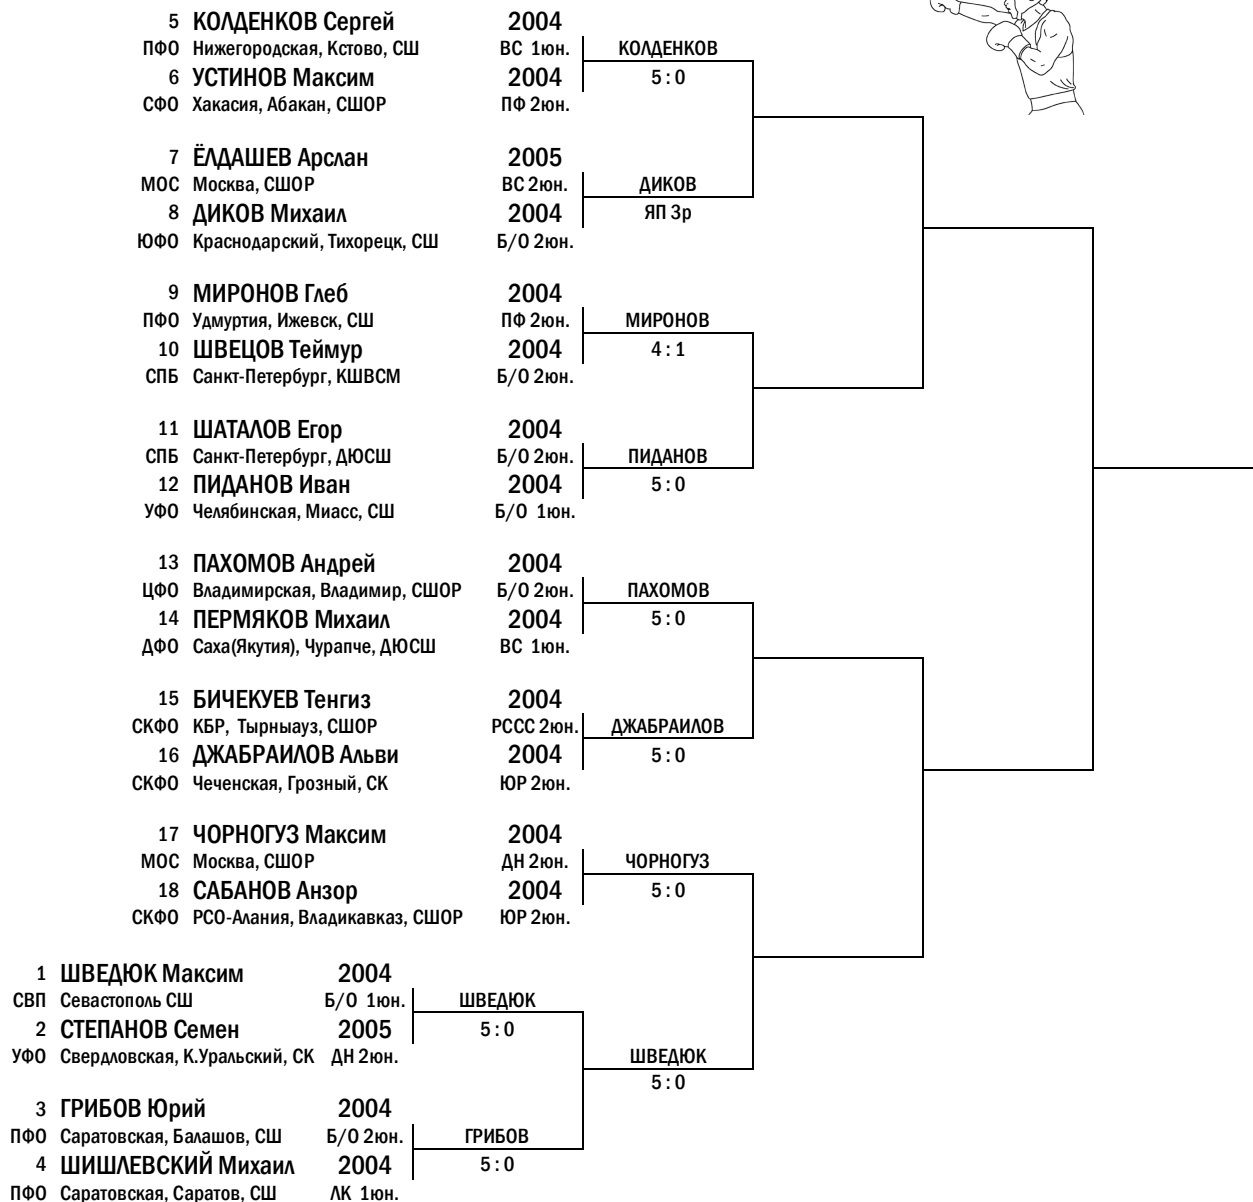 5 КОЛДЕНКОВ Сергей 2004
ПФО Нижегородская, Кстово, СШ ВС 1юн. КОЛДЕНКОВ
6 УСТИНОВ Максим 2004 5 : 0
СФО Хакасия, Абакан, СШОР ПФ 2юн.
7 ЁЛДАШЕВ Арслан 2005
МОС Москва, СШОР ВС 2юн. ДИКОВ
8 ДИКОВ Михаил 2004 ЯП 3р
ЮФО Краснодарский, Тихорецк, СШ Б/О 2юн.
9 МИРОНОВ Глеб 2004
ПФО Удмуртия, Ижевск, СШ ПФ 2юн. МИРОНОВ
10 ШВЕЦОВ Теймур 2004 4 : 1
СПБ Санкт-Петербург, КШВСМ Б/О 2юн.
11 ШАТАЛОВ Егор 2004
СПБ Санкт-Петербург, ДЮСШ Б/О 2юн. ПИДАНОВ
12 ПИДАНОВ Иван 2004 5 : 0
УФО Челябинская, Миасс, СШ Б/О 1юн.
13 ПАХОМОВ Андрей 2004
ЦФО Владимирская, Владимир, СШОР Б/О 2юн. ПАХОМОВ
14 ПЕРМЯКОВ Михаил 2004 5 : 0
ДФО Саха(Якутия), Чурапче, ДЮСШ ВС 1юн.
15 БИЧЕКУЕВ Тенгиз 2004
СКФО КБР, Тырныауз, СШОР РССС 2юн. ДЖАБРАИЛОВ
16 ДЖАБРАИЛОВ Альви 2004 5 : 0
СКФО Чеченская, Грозный, СК ЮР 2юн.
17 ЧОРНОГУЗ Максим 2004
МОС Москва, СШОР ДН 2юн. ЧОРНОГУЗ
18 САБАНОВ Анзор 2004 5 : 0
СКФО РСО-Алания, Владикавказ, СШОР ЮР 2юн.
1 ШВЕДЮК Максим 2004
СВП Севастополь СШ Б/О 1юн. ШВЕДЮК
2 СТЕПАНОВ Семен 2005 5 : 0
УФО Свердловская, К.Уральский, СК ДН 2юн. ШВЕДЮК
5 : 0
3 ГРИБОВ Юрий 2004
ПФО Саратовская, Балашов, СШ Б/О 2юн. ГРИБОВ
4 ШИШЛЕВСКИЙ Михаил 2004 5 : 0
ПФО Саратовская, Саратов, СШ ЛК 1юн.